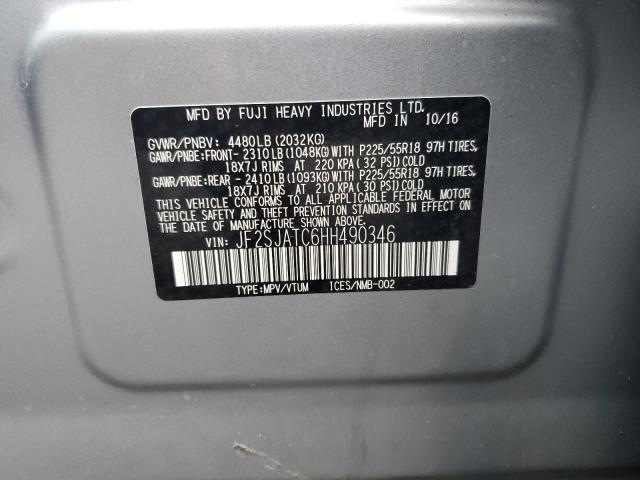 MFD BY FUJI HEAVY INDUSTRIES LTD.
MFD IN 10/16
GVWR/PNBV: 4480LB (2032KG)
GAWR/PNBE:FRONT- 2310LB (1048KG)WITH P225/55R18 97H TIRES,
18X7J RIMS AT 220 KPA (32 PSI)COLD
GAWR/PNBE:REAR - 2410LB (1093KG)WITH P225/55R18 97H TIRES,
18X7J RIMS AT 210 KPA (30 PSI)COLD
THIS VEHICLE CONFORMS TO ALL APPLICABLE FEDERAL MOTOR
VEHICLE SAFETY AND THEFT PREVENTION STANDARDS IN EFFECT
ON THE DATE OF MANUFACTURE SHOWN ABOVE.
VIN: JF2SJATC6HH490346
TYPE:MPV/VTUM ICES/NMB-002